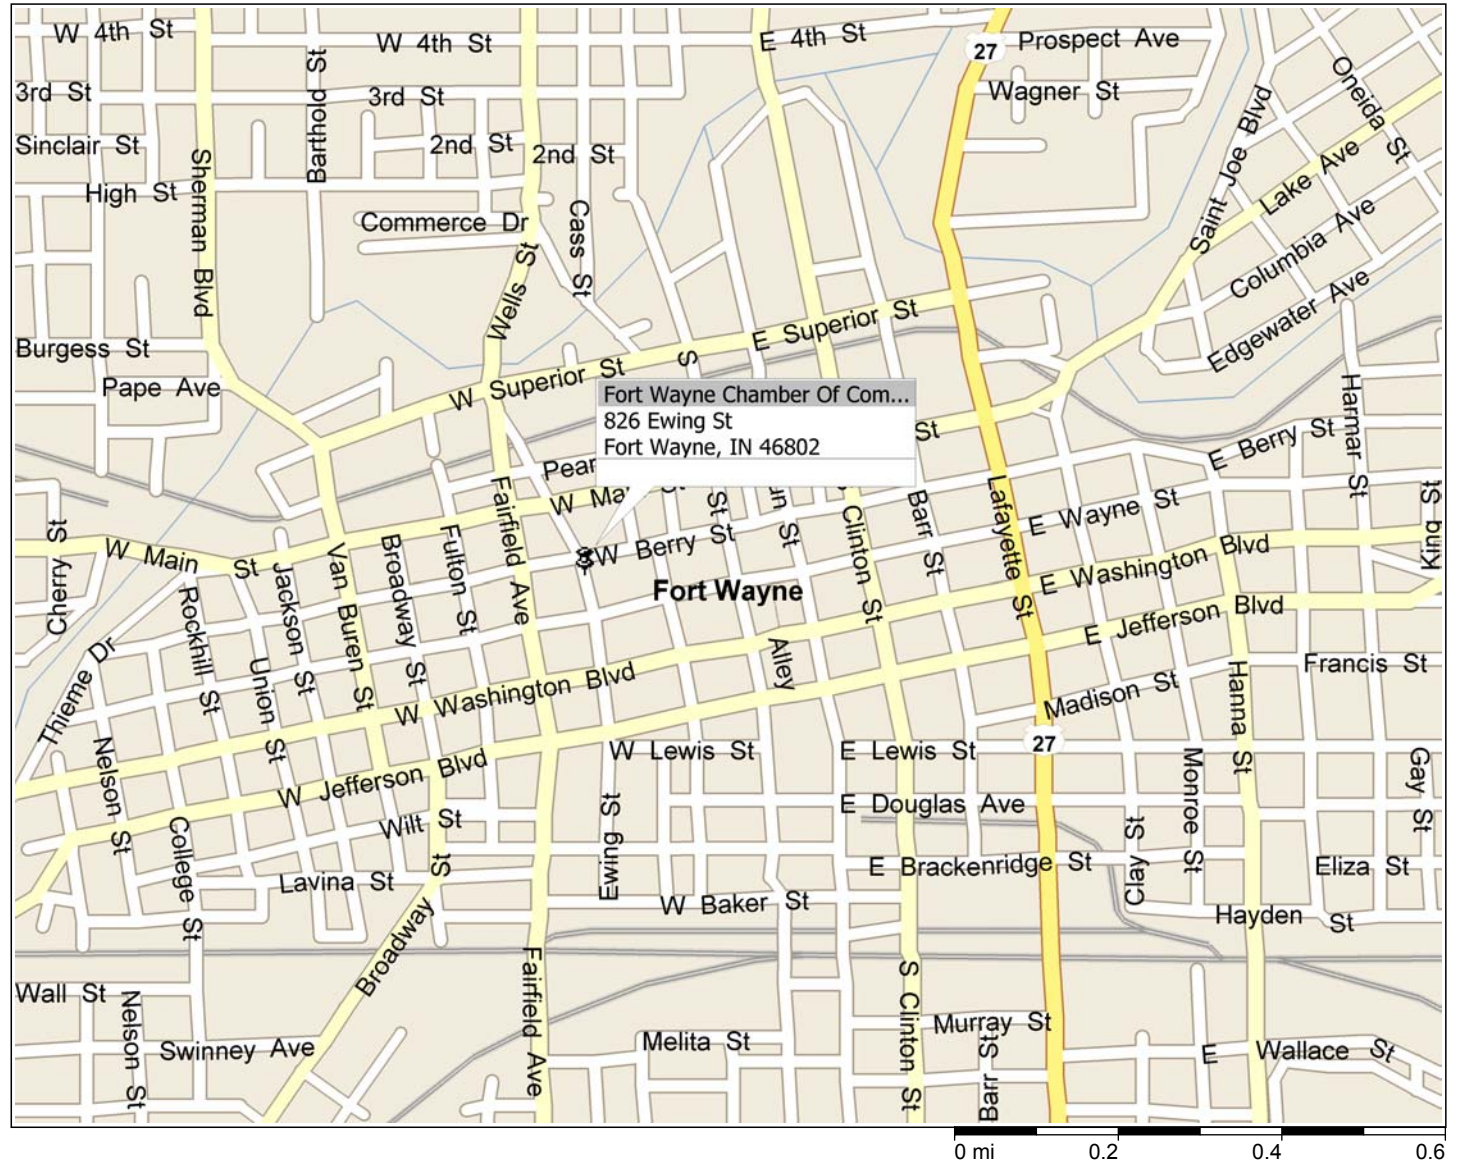 W 4th St
W 4th St
E 4th St
27
Prospect Ave
3rd St
Barthold St
3rd St
Wagner St
Oneida St
Sinclair St
2nd St
2nd St
Saint Joe Blvd
Lake Ave
High St
Sherman Blvd
Commerce Dr
Cass St
Columbia Ave
Wells St
Edgewater Ave
Burgess St
E Superior St
S
Pape Ave
W Superior St
Harmar St
Fort Wayne Chamber Of Com...
826 Ewing St
Fort Wayne, IN 46802
St
E Berry St
Pear
W Ma
St
St
un St
Clinton St
Barr St
Lafayette St
E Wayne St
King St
Cherry St
W Main St
Fairfield Ave
W Berry St
E Washington Blvd
Jackson St
Van Buren St
Broadway St
Fulton St
Fort Wayne
E Jefferson Blvd
Rockhill St
Thieme Dr
Union St
Alley
Francis St
W Washington Blvd
Madison St
Hanna St
27
Nelson St
W Lewis St
E Lewis St
Monroe St
Gay St
W Jefferson Blvd
E Douglas Ave
Wilt St
Ewing St
Clay St
College St
E Brackenridge St
Eliza St
Lavina St
W Baker St
Hayden St
Broadway St
Fairfield Ave
S Clinton St
Wall St
Nelson St
Murray St
Swinney Ave
Melita St
Barr St
E Wallace St
0 mi 0.2 0.4 0.6